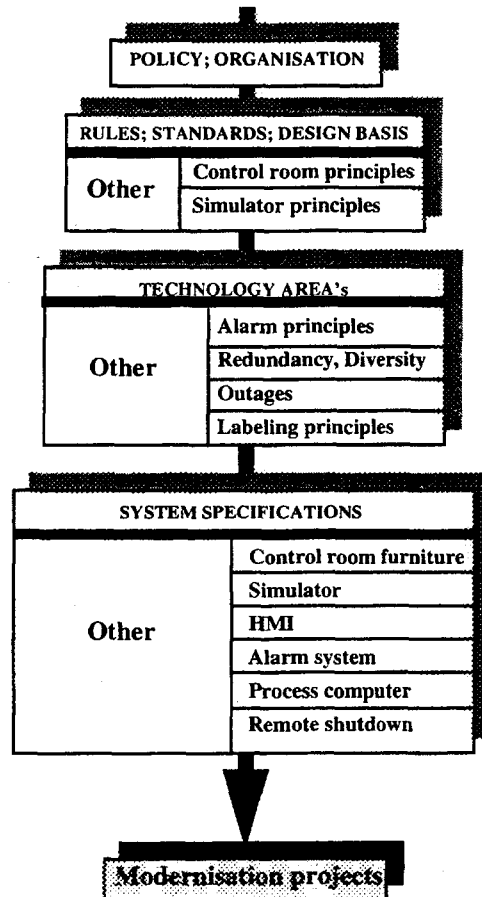 POLICY; ORGANISATION
RULES; STANDARDS; DESIGN BASIS
Other
Control room principles
Simulator principles
TECHNOLOGY AREA's
Other
Alarm principles
Redundancy, Diversity
Outages
Labeling principles
SYSTEM SPECIFICATIONS
Other
Control room furniture
Simulator
HMI
Alarm system
Process computer
Remote shutdown
Modernisation projects